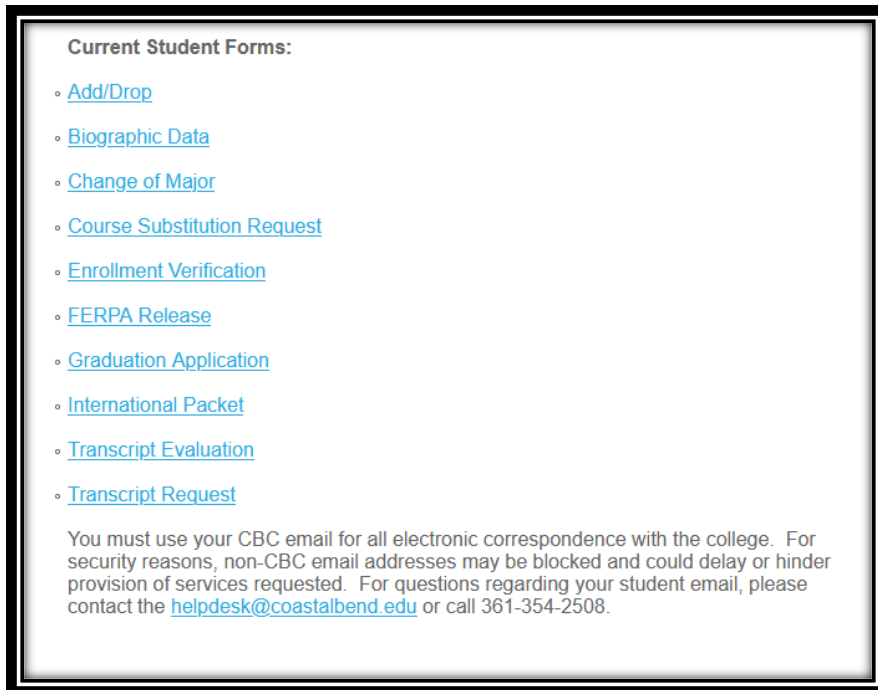 Current Student Forms:
Add/Drop
Biographic Data
Change of Major
Course Substitution Request
Enrollment Verification
FERPA Release
Graduation Application
International Packet
Transcript Evaluation
Transcript Request
You must use your CBC email for all electronic correspondence with the college.  For
security reasons, non-CBC email addresses may be blocked and could delay or hinder
provision of services requested.  For questions regarding your student email, please
contact the helpdesk@coastalbend.edu or call 361-354-2508.